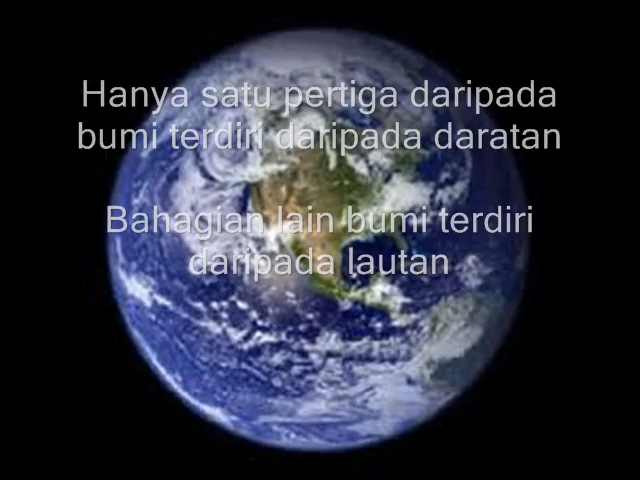 Hanya satu pertiga daripada
bumi terdiri daripada daratan
Bahagian lain bumi terdiri
daripada lautan